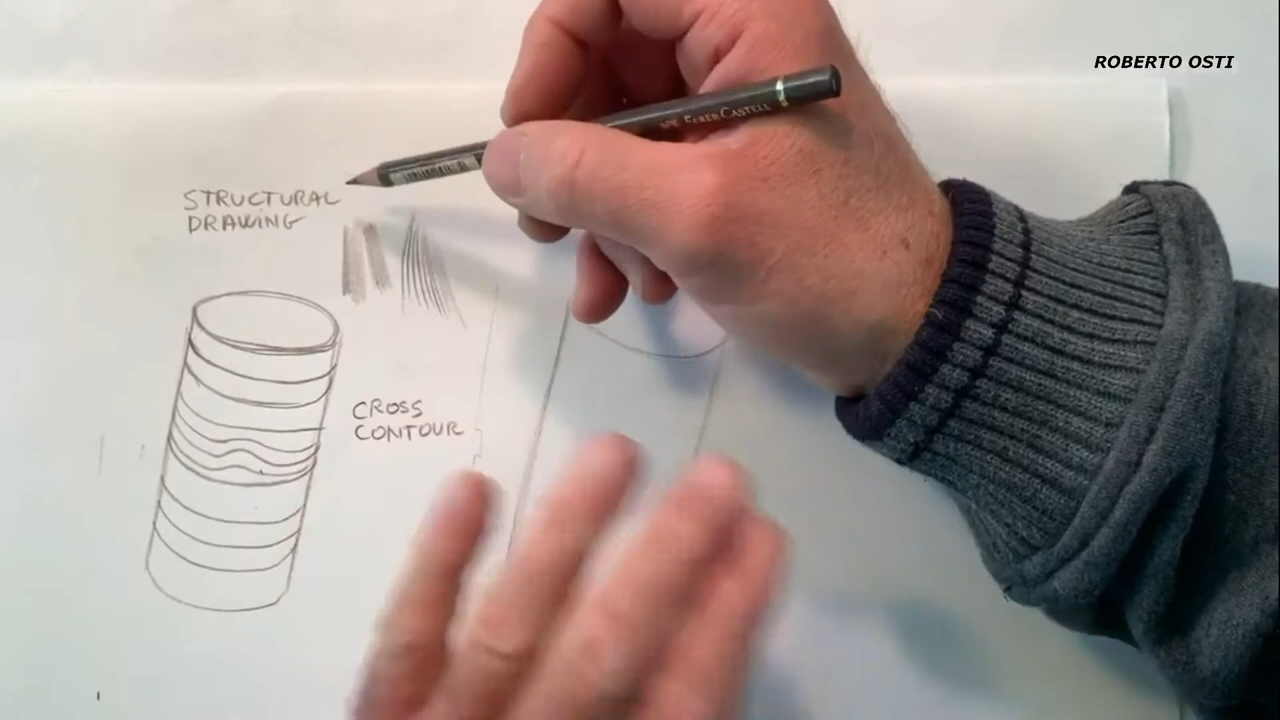 ROBERTO OSTI
FABER-CASTELL
STRUCTURAL
DRAWING
CROSS
CONTOUR